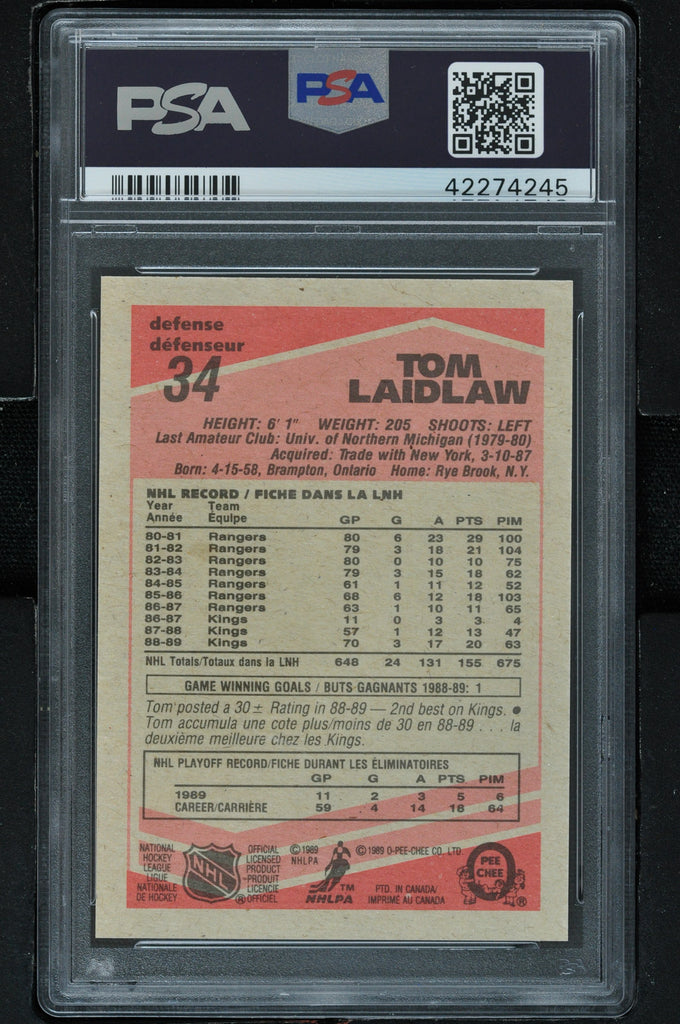 PSA
PSA
42274245
defense
défenseur
34
TOM
LAIDLAW
HEIGHT: 6' 1" WEIGHT: 205 SHOOTS: LEFT
Last Amateur Club: Univ. of Northern Michigan (1979-80)
Acquired: Trade with New York, 3-10-87
Born: 4-15-58, Brampton, Ontario Home: Rye Brook, N.Y.
NHL RECORD / FICHE DANS LA LNH
Year Team
Année Équipe GP G A PTS PIM
80-81 Rangers 80 6 23 29 100
81-82 Rangers 79 3 18 21 104
82-83 Rangers 80 0 10 10 75
83-84 Rangers 79 3 15 18 62
84-85 Rangers 61 1 11 12 52
85-86 Rangers 68 6 12 18 103
86-87 Rangers 63 1 10 11 65
86-87 Kings 11 0 3 3 4
87-88 Kings 57 1 12 13 47
88-89 Kings 70 3 17 20 63
NHL Totals/Totaux dans la LNH 648 24 131 155 675
GAME WINNING GOALS / BUTS GAGNANTS 1988-89: 1
Tom posted a 30 ± Rating in 88-89 — 2nd best on Kings. ●
Tom accumula une cote plus/moins de 30 en 88-89 . . . la
deuxième meilleure chez les Kings.
NHL PLAYOFF RECORD/FICHE DURANT LES ÉLIMINATOIRES
GP G A PTS PIM
1989 11 2 3 5 6
CAREER/CARRIÈRE 59 4 14 18 64
NATIONAL
HOCKEY
LEAGUE
LIGUE
NATIONALE
DE HOCKEY
NHL
®
OFFICIAL
LICENSED
PRODUCT
PRODUIT
LICENCIÉ
OFFICIEL
© 1989
NHLPA
TM
NHLPA
© 1989 O-PEE-CHEE CO. LTD.
PTD. IN CANADA/
IMPRIMÉ AU CANADA
PEE
CHEE
®